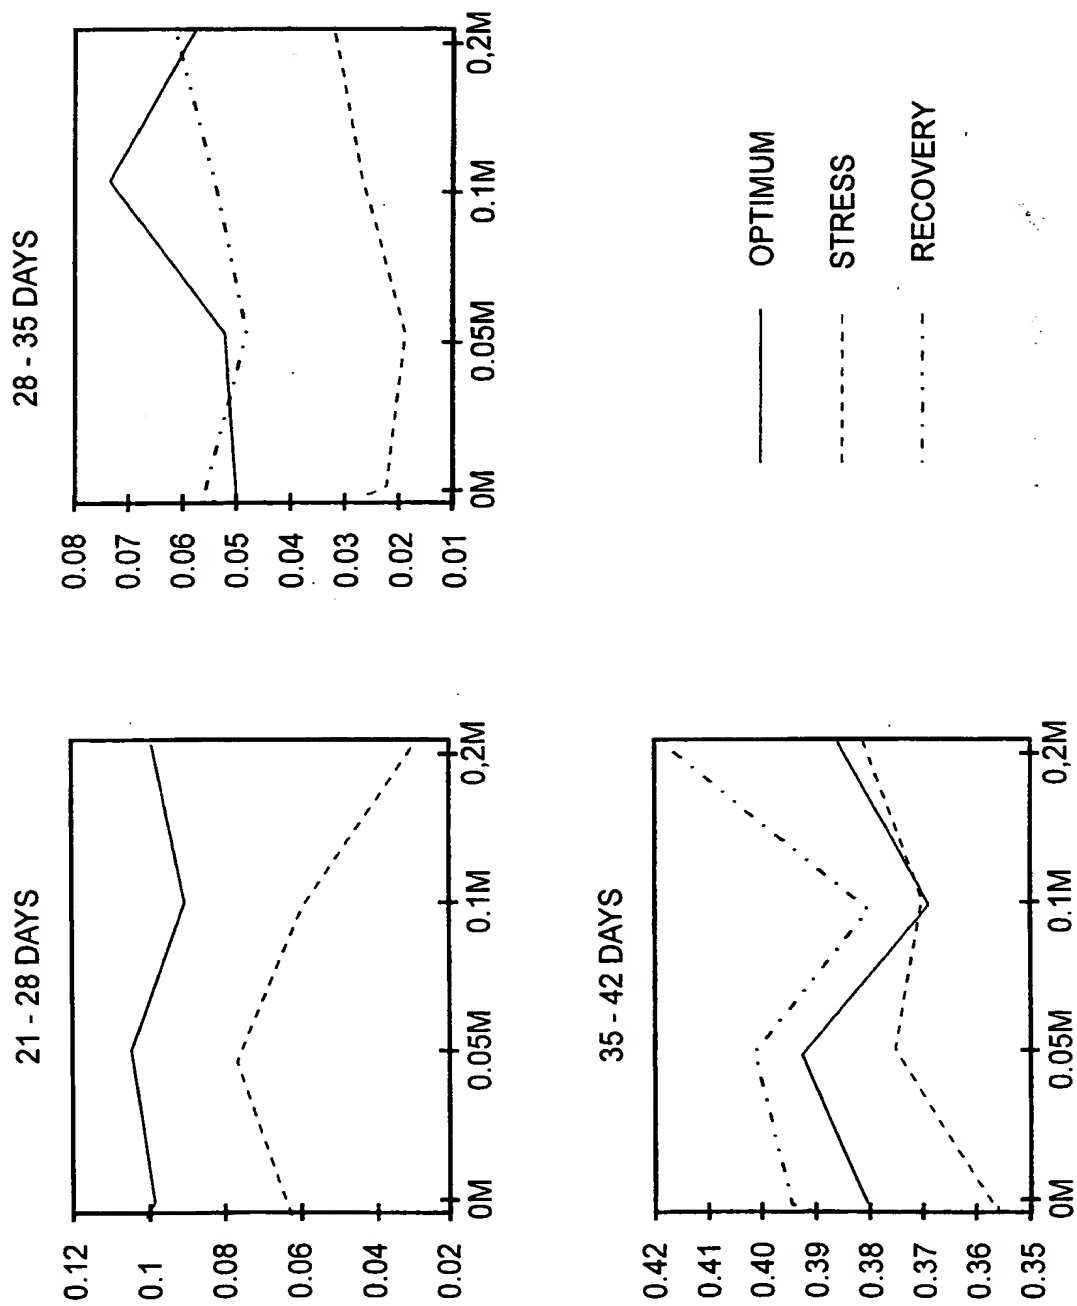 21 - 28 DAYS
0.12
0.1
0.08
0.06
0.04
0.02
0M
0.05M
0.1M
0,2M
28 - 35 DAYS
0.08
0.07
0.06
0.05
0.04
0.03
0.02
0.01
0M
0.05M
0.1M
0,2M
35 - 42 DAYS
0.42
0.41
0.40
0.39
0.38
0.37
0.36
0.35
0M
0.05M
0.1M
0,2M
OPTIMUM
STRESS
RECOVERY